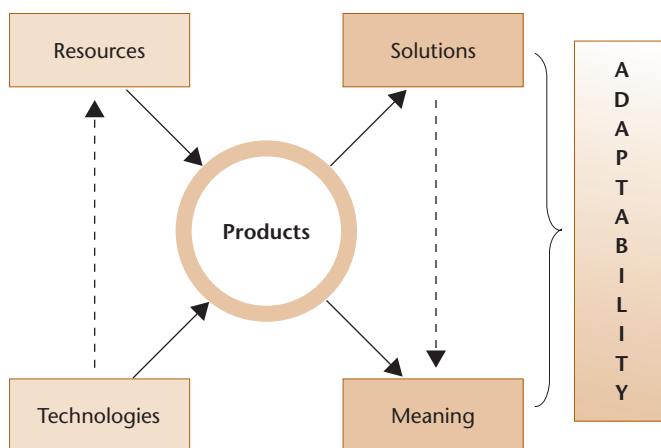 Resources
Solutions
Products
Technologies
Meaning
A
D
A
P
T
A
B
I
L
I
T
Y